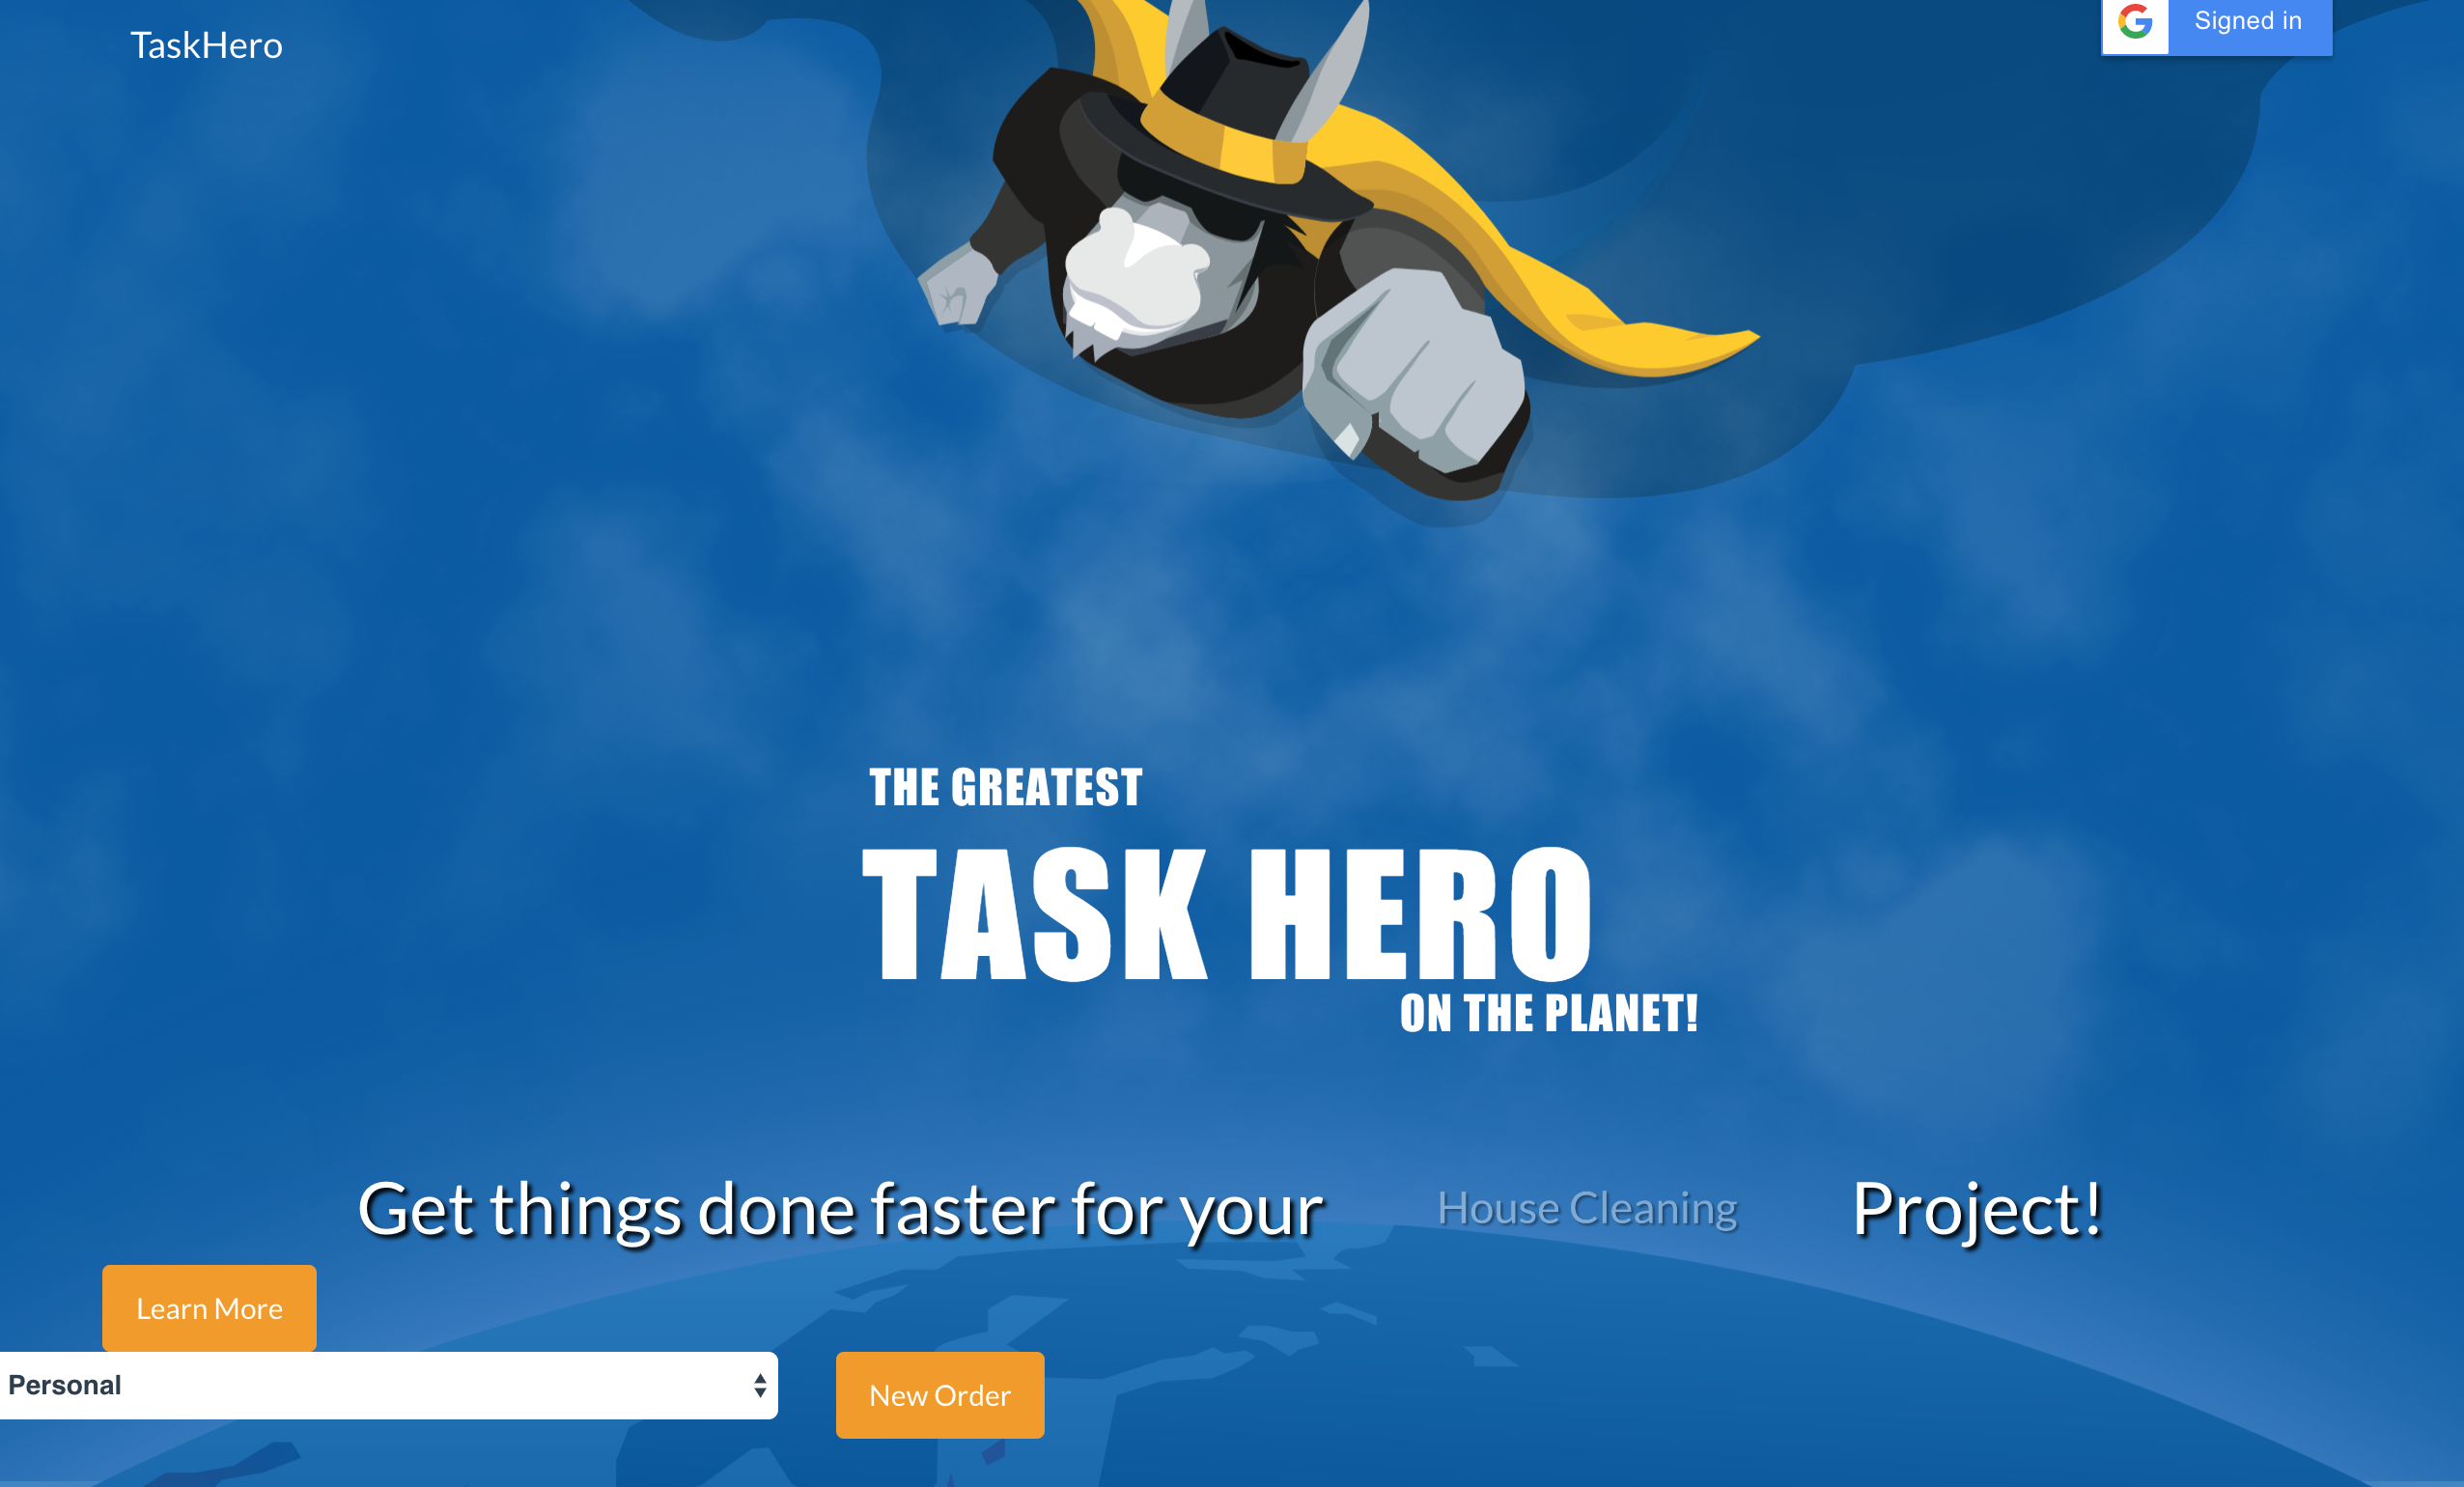 TaskHero
Signed in
THE GREATEST
TASK HERO
ON THE PLANET!
Get things done faster for your House Cleaning Project!
Learn More
Personal
New Order